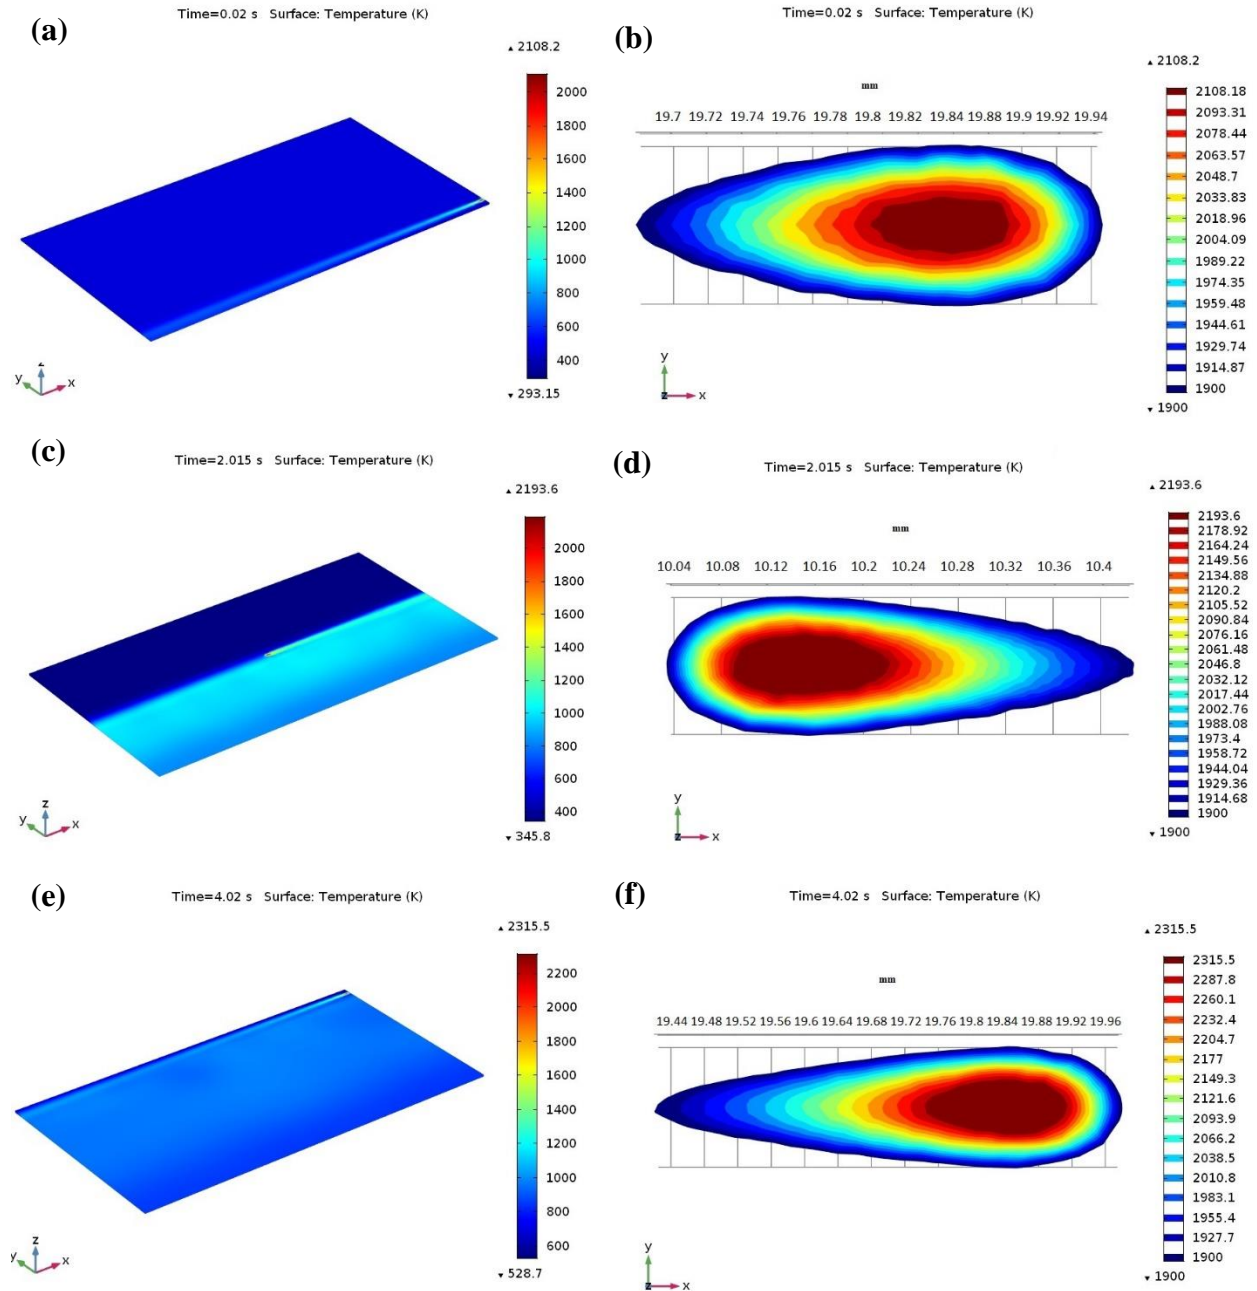 (a)
Time=0.02 s Surface: Temperature (K)
▲ 2108.2
2000
1800
1600
1400
1200
1000
800
600
400
▼ 293.15
z
y
x
(b)
Time=0.02 s Surface: Temperature (K)
▲ 2108.2
mm
19.7 19.72 19.74 19.76 19.78 19.8 19.82 19.84 19.88 19.9 19.92 19.94
2108.18
2093.31
2078.44
2063.57
2048.7
2033.83
2018.96
2004.09
1989.22
1974.35
1959.48
1944.61
1929.74
1914.87
1900
▼ 1900
y
z
x
(c)
Time=2.015 s Surface: Temperature (K)
▲ 2193.6
2000
1800
1600
1400
1200
1000
800
600
400
▼ 345.8
z
y
x
(d)
Time=2.015 s Surface: Temperature (K)
▲ 2193.6
mm
10.04 10.08 10.12 10.16 10.2 10.24 10.28 10.32 10.36 10.4
2193.6
2178.92
2164.24
2149.56
2134.88
2120.2
2105.52
2090.84
2076.16
2061.48
2046.8
2032.12
2017.44
2002.76
1988.08
1973.4
1958.72
1944.04
1929.36
1914.68
1900
▼ 1900
y
z
x
(e)
Time=4.02 s Surface: Temperature (K)
▲ 2315.5
2200
2000
1800
1600
1400
1200
1000
800
600
▼ 528.7
z
y
x
(f)
Time=4.02 s Surface: Temperature (K)
▲ 2315.5
mm
19.44 19.48 19.52 19.56 19.6 19.64 19.68 19.72 19.76 19.8 19.84 19.88 19.92 19.96
2315.5
2287.8
2260.1
2232.4
2204.7
2177
2149.3
2121.6
2093.9
2066.2
2038.5
2010.8
1983.1
1955.4
1927.7
1900
▼ 1900
y
z
x